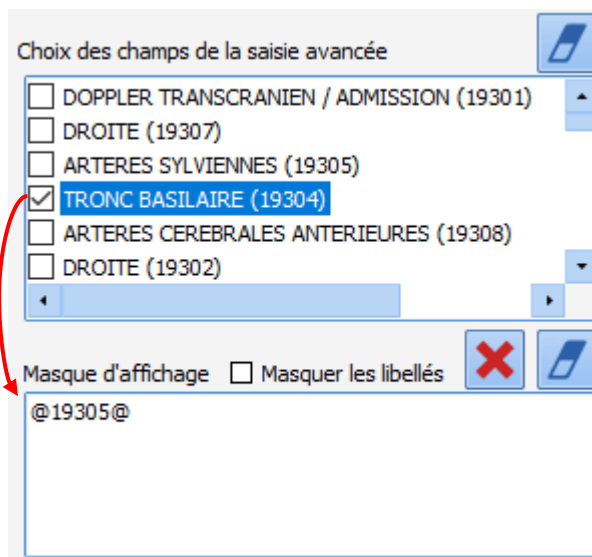 Choix des champs de la saisie avancée
DOPPLER TRANSCRANIEN / ADMISSION (19301)
DROITE (19307)
ARTERES SYLVIENNES (19305)
TRONC BASILAIRE (19304)
ARTERES CEREBRALES ANTERIEURES (19308)
DROITE (19302)
Masque d'affichage Masquer les libellés
@19305@